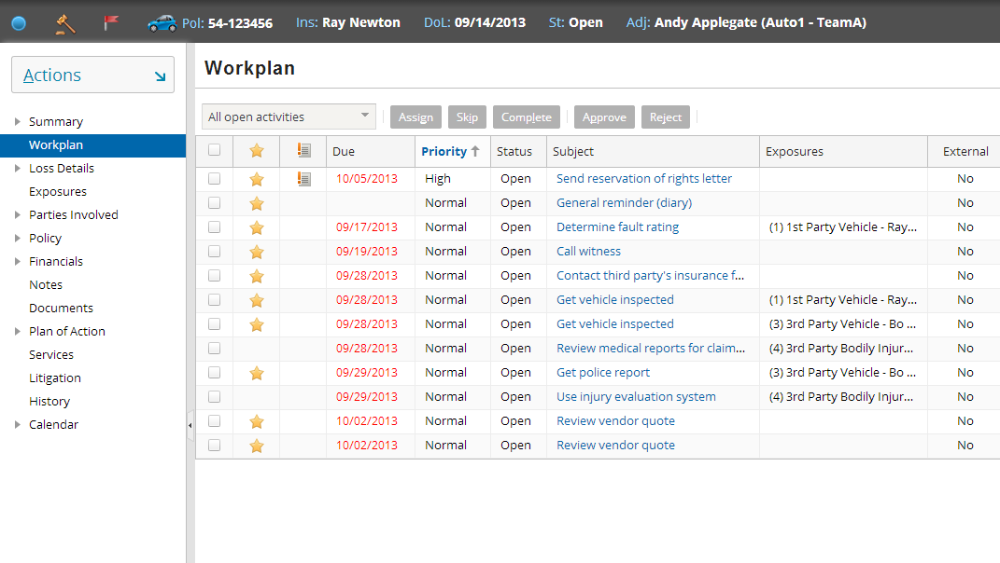 Pol: 54-123456 Ins: Ray Newton DoL: 09/14/2013 St: Open Adj: Andy Applegate (Auto1 - TeamA)
Actions
Summary
Workplan
Loss Details
Exposures
Parties Involved
Policy
Financials
Notes
Documents
Plan of Action
Services
Litigation
History
Calendar
Workplan
All open activities Assign Skip Complete Approve Reject
Due Priority Status Subject Exposures External
10/05/2013 High Open Send reservation of rights letter No
Normal Open General reminder (diary) No
09/17/2013 Normal Open Determine fault rating (1) 1st Party Vehicle - Ray... No
09/19/2013 Normal Open Call witness No
09/28/2013 Normal Open Contact third party's insurance f... No
09/28/2013 Normal Open Get vehicle inspected (1) 1st Party Vehicle - Ray... No
09/28/2013 Normal Open Get vehicle inspected (3) 3rd Party Vehicle - Bo ... No
09/28/2013 Normal Open Review medical reports for claim... (4) 3rd Party Bodily Injur... No
09/29/2013 Normal Open Get police report (3) 3rd Party Vehicle - Bo ... No
09/29/2013 Normal Open Use injury evaluation system (4) 3rd Party Bodily Injur... No
10/02/2013 Normal Open Review vendor quote No
10/02/2013 Normal Open Review vendor quote No